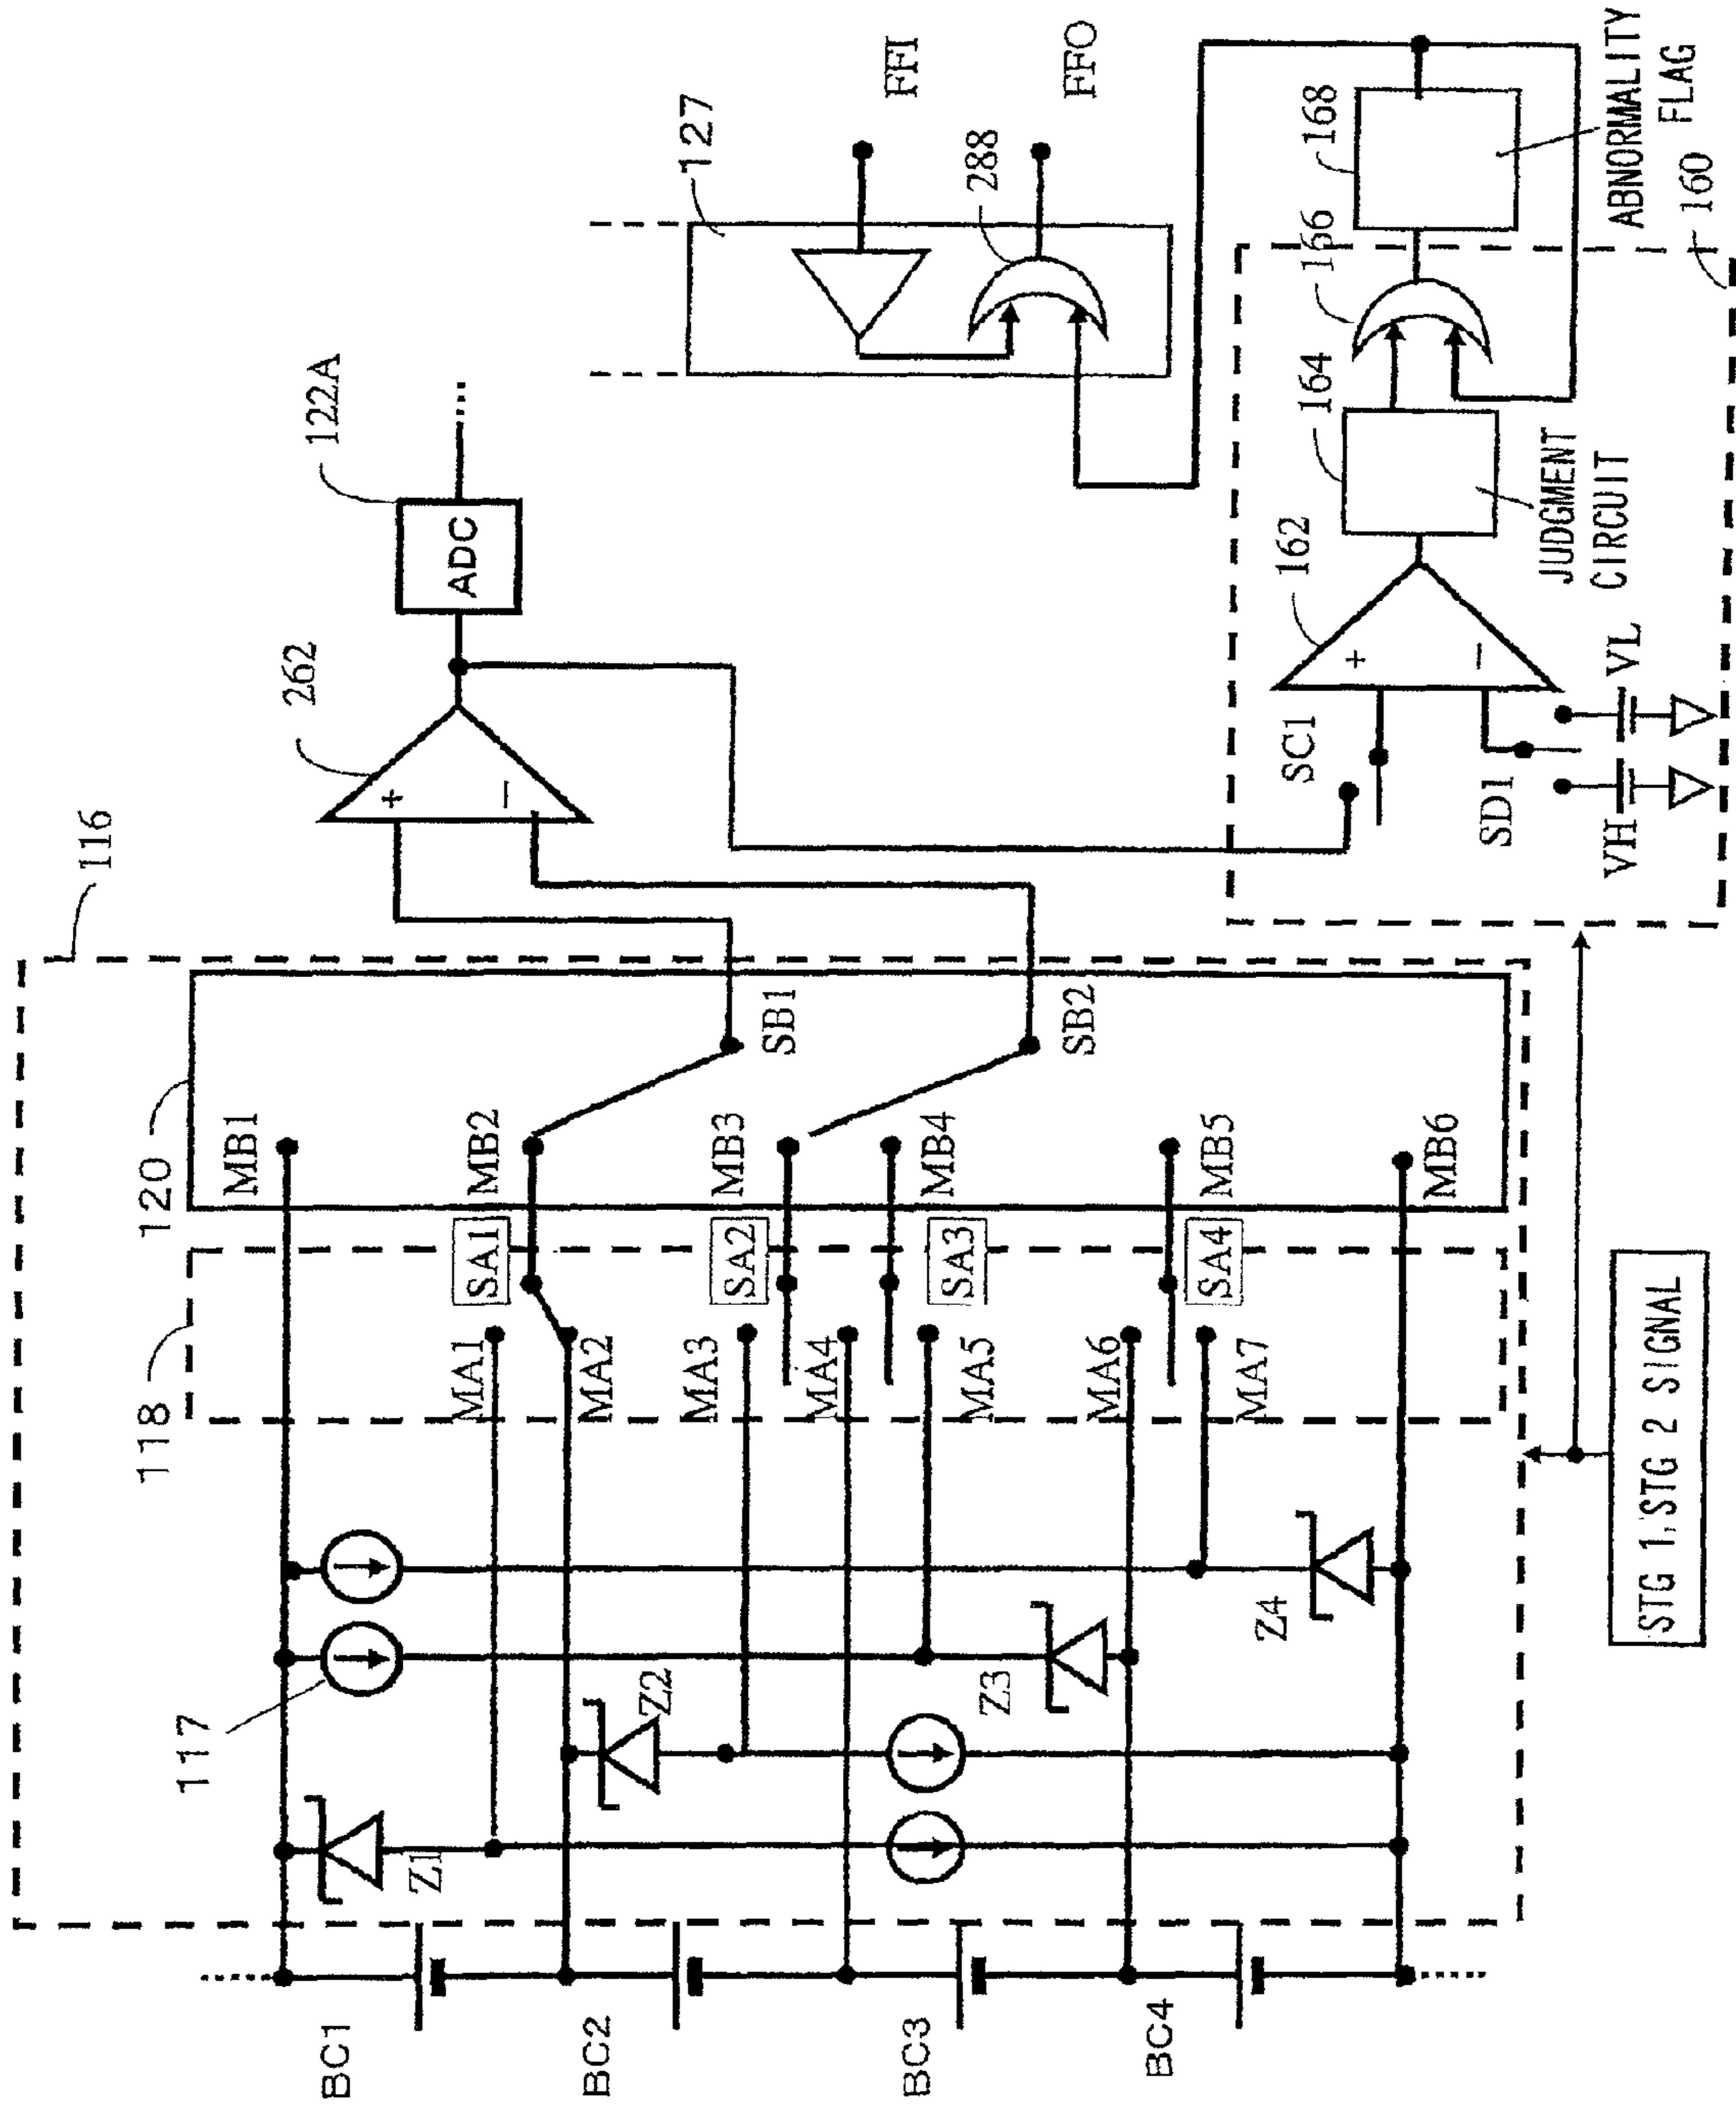 116
120
118
117
BC1
BC2
BC3
BC4
Z1
Z2
Z3
Z4
MA1
MA2
MA3
MA4
MA5
MA6
MA7
SA1
SA2
SA3
SA4
MB1
MB2
MB3
MB4
MB5
MB6
SB1
SB2
262
+
−
ADC
122A
...
127
FFI
FFO
288
SC1
SD1
VH
VL
162
+
−
164
JUDGMENT
CIRCUIT
166
168
ABNORMALITY
FLAG
160
STG 1,STG 2 SIGNAL